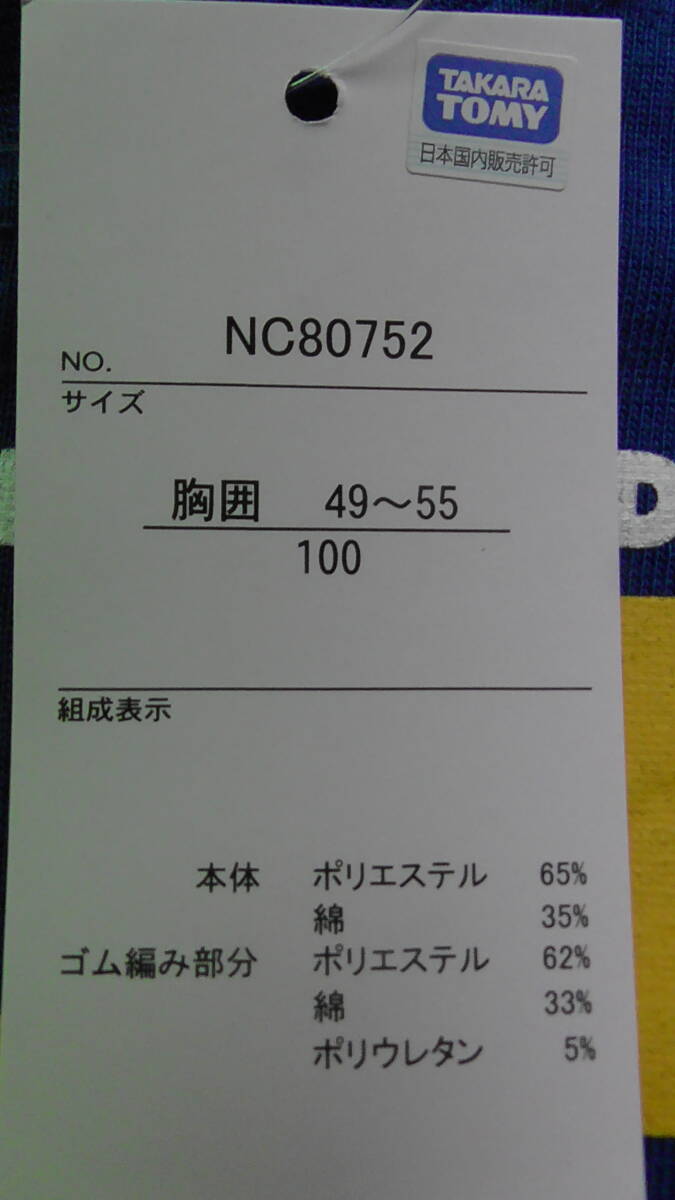 TAKARA
TOMY
日本国内販売許可
NO. NC80752
サイズ
胸囲 49～55
100
組成表示
本体 ポリエステル 65%
綿 35%
ゴム編み部分 ポリエステル 62%
綿 33%
ポリウレタン 5%